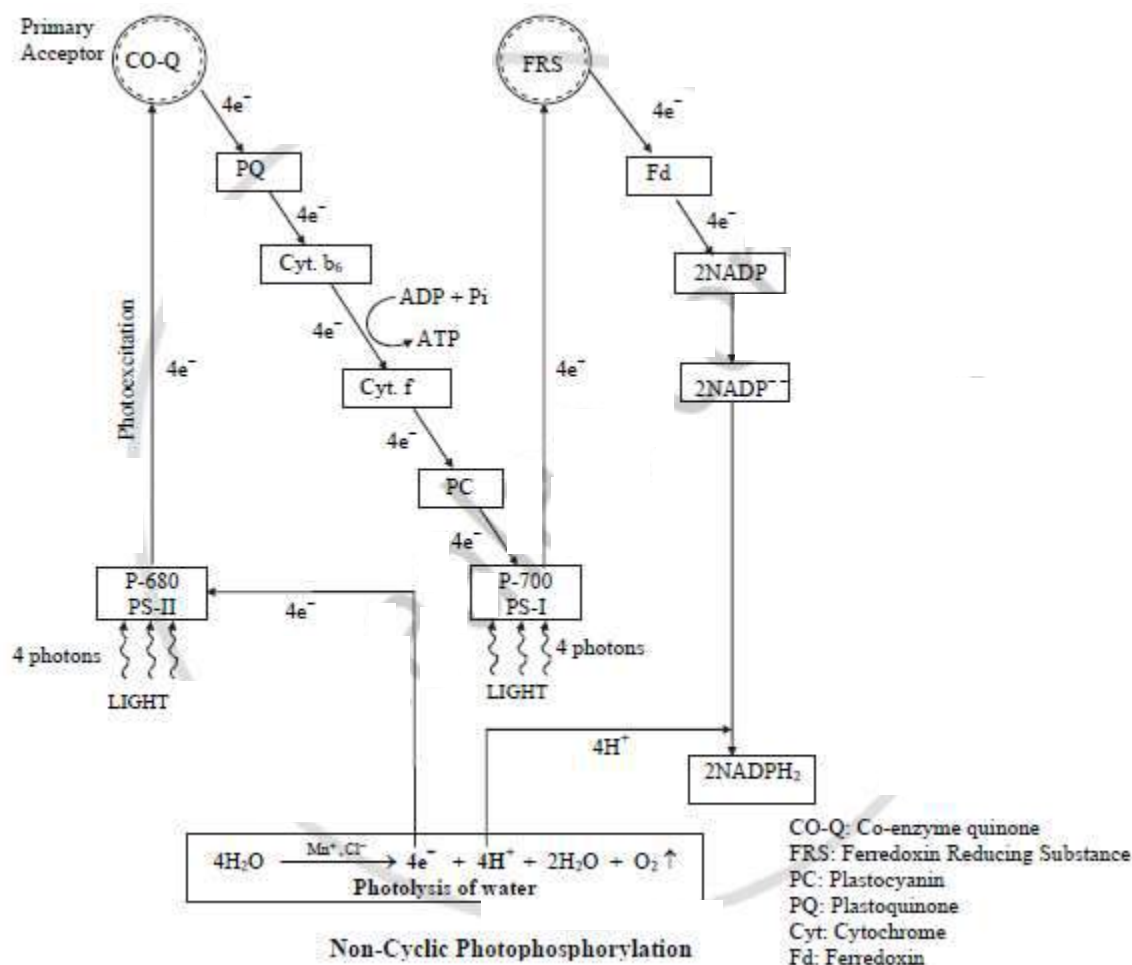 Primary
Acceptor
CO-Q
FRS
4e⁻
4e⁻
PQ
Fd
4e⁻
4e⁻
Cyt. b₆
2NADP
ADP + Pi
4e⁻
ATP
Photoexcitation
4e⁻
4e⁻
Cyt. f
2NADP⁻⁻
4e⁻
PC
4e⁻
P-680
PS-II
P-700
PS-I
4e⁻
4 photons
4 photons
LIGHT
LIGHT
4H⁺
2NADPH₂
Mn⁺, Cl⁻
4H₂O → 4e⁻ + 4H⁺ + 2H₂O + O₂ ↑
Photolysis of water
CO-Q: Co-enzyme quinone
FRS: Ferredoxin Reducing Substance
PC: Plastocyanin
PQ: Plastoquinone
Cyt: Cytochrome
Fd: Ferredoxin
Non-Cyclic Photophosphorylation